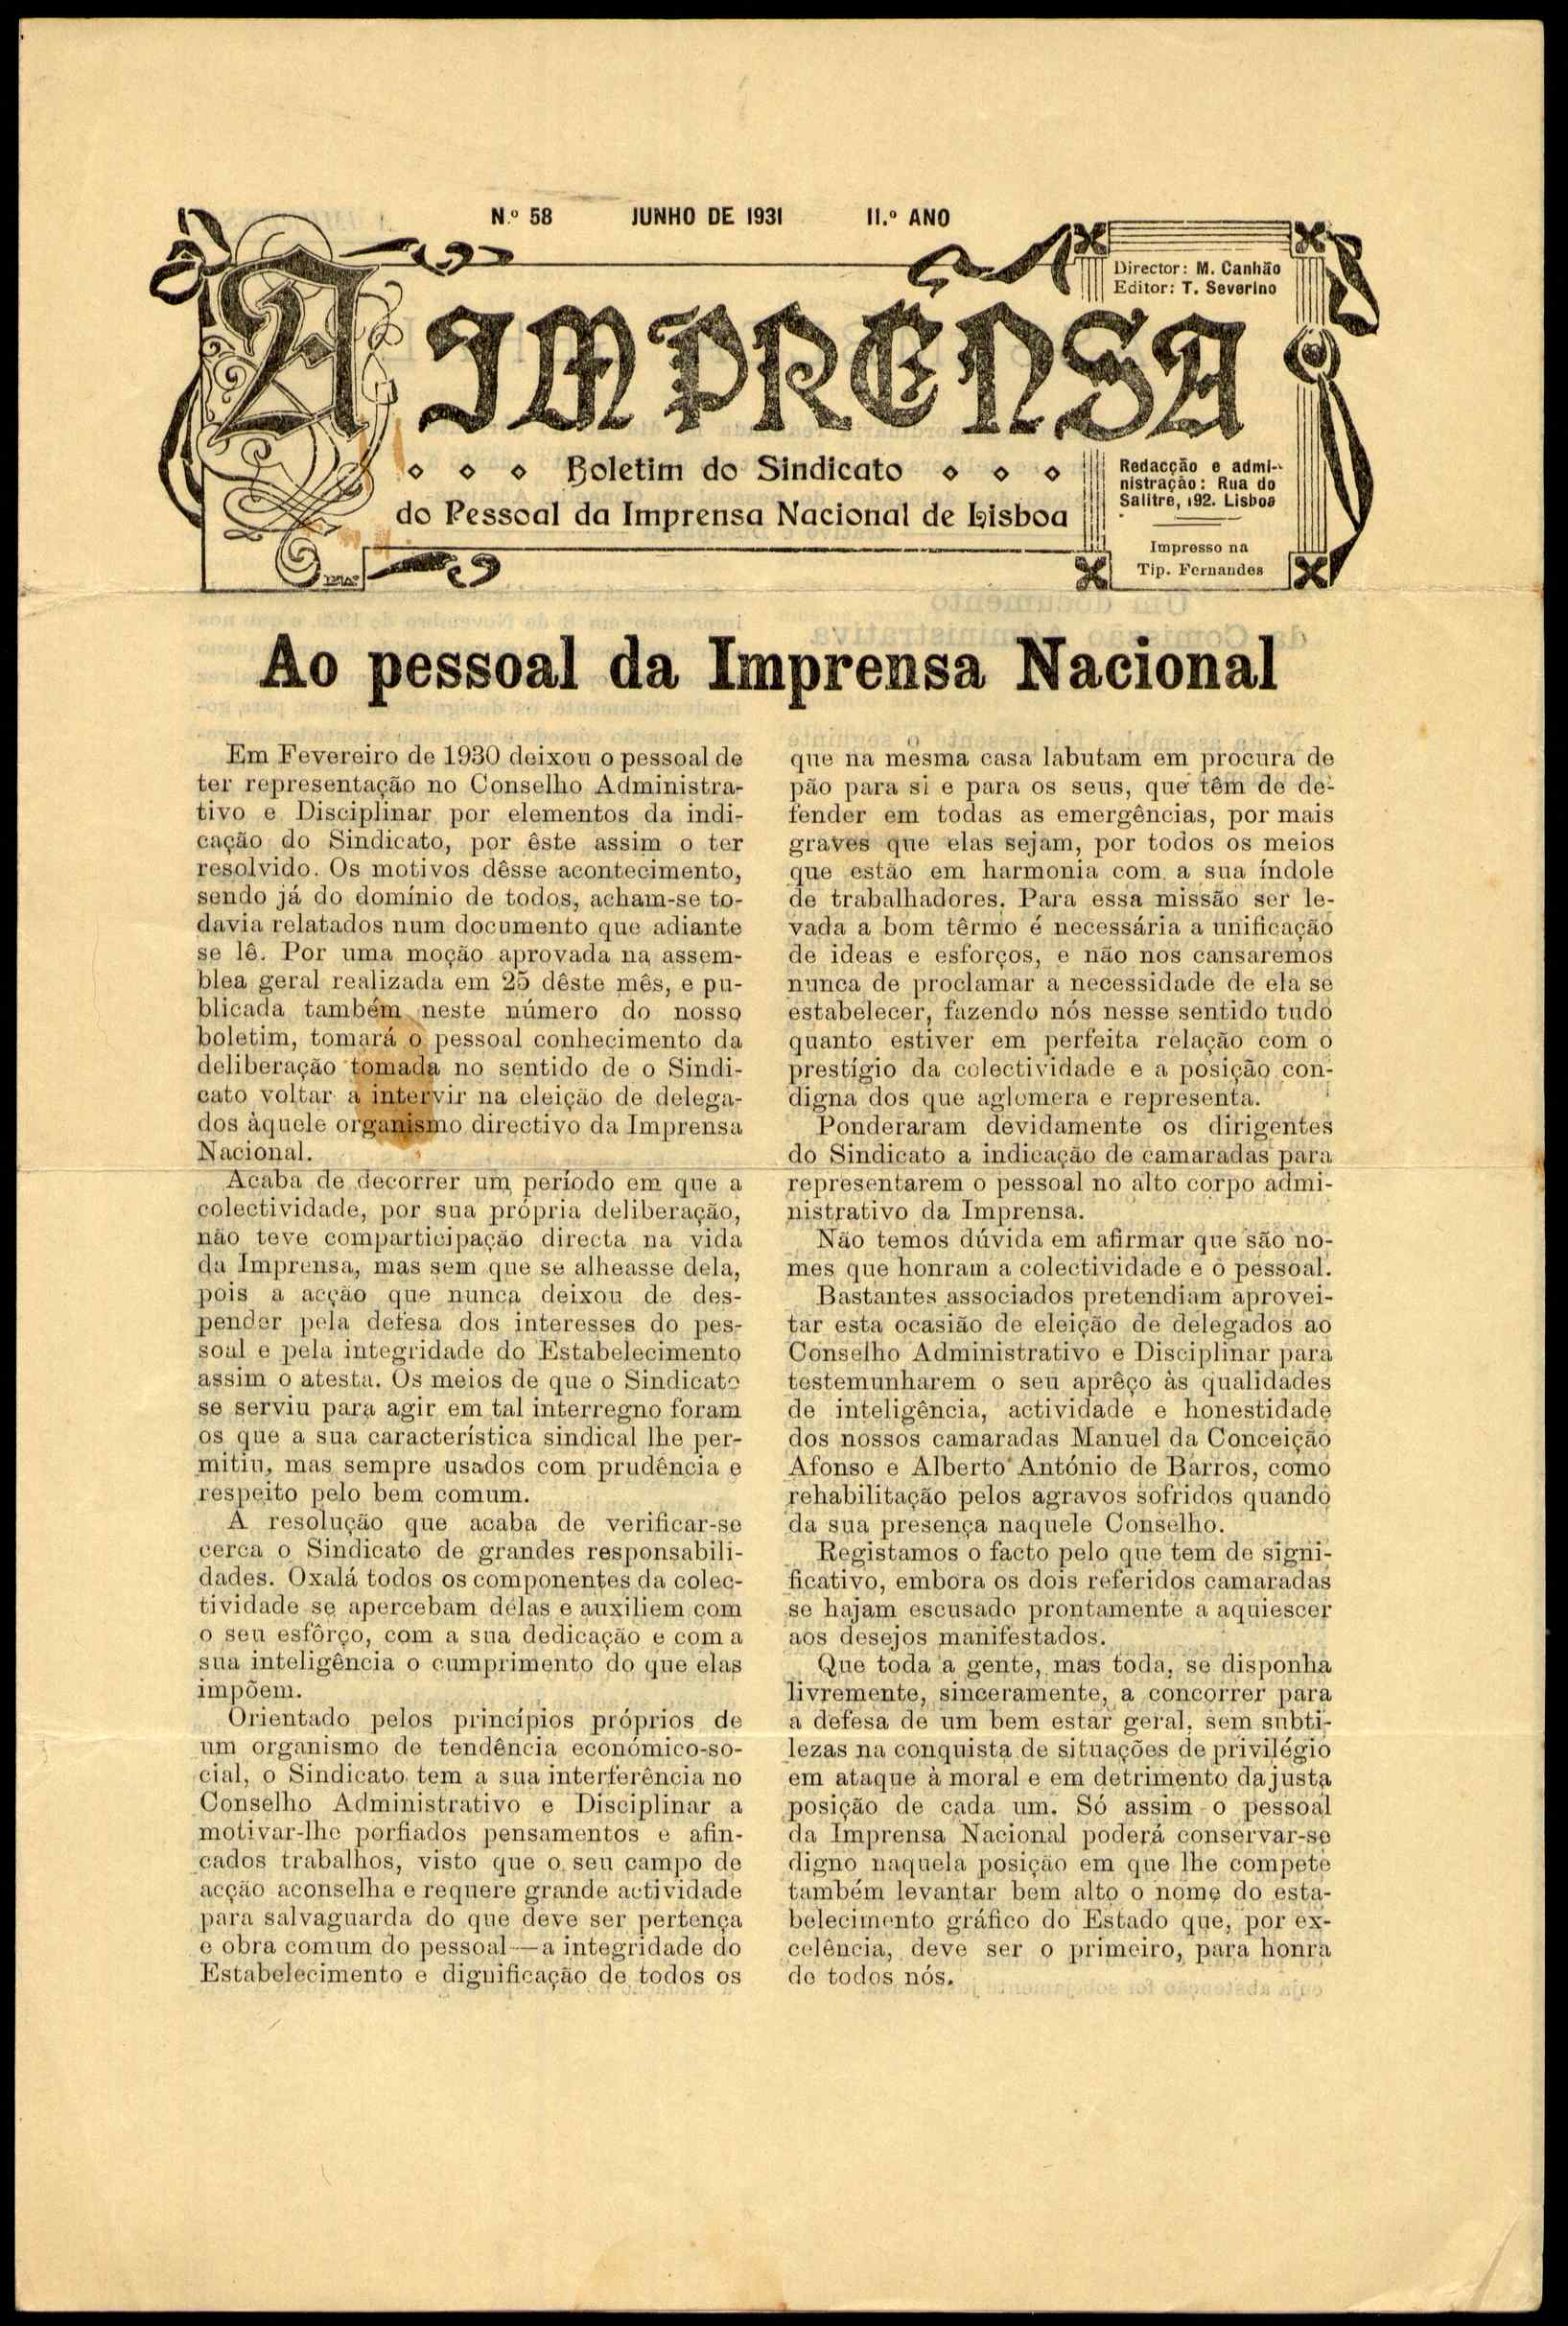 N.º 58 JUNHO DE 1931 11.º ANO
Director: M. Canhão
Editor: T. Severino
A IMPRENSA
Boletim do Sindicato
do Pessoal da Imprensa Nacional de Lisboa
Redacção e admi-
nistração: Rua do
Salitre, 192. Lisboa
Impresso na
Tip. Fernandes
Ao pessoal da Imprensa Nacional
Em Fevereiro de 1930 deixou o pessoal de
ter representação no Conselho Administra-
tivo e Disciplinar por elementos da indi-
cação do Sindicato, por êste assim o ter
resolvido. Os motivos dêsse acontecimento,
sendo já do domínio de todos, acham-se to-
davia relatados num documento que adiante
se lê. Por uma moção aprovada na assem-
blea geral realizada em 25 dêste mês, e pu-
blicada também neste número do nosso
boletim, tomará o pessoal conhecimento da
deliberação tomada no sentido de o Sindi-
cato voltar a intervir na eleição de delega-
dos àquele organismo directivo da Imprensa
Nacional.
Acaba de decorrer um período em que a
colectividade, por sua própria deliberação,
não teve comparticipação directa na vida
da Imprensa, mas sem que se alheasse dela,
pois a acção que nunca deixou de des-
pender pela defesa dos interesses do pes-
soal e pela integridade do Estabelecimento
assim o atesta. Os meios de que o Sindicato
se serviu para agir em tal interregno foram
os que a sua característica sindical lhe per-
mitiu, mas sempre usados com prudência e
respeito pelo bem comum.
A resolução que acaba de verificar-se
cerca o Sindicato de grandes responsabili-
dades. Oxalá todos os componentes da colec-
tividade se apercebam delas e auxiliem com
o seu esfôrço, com a sua dedicação e com a
sua inteligência o cumprimento do que elas
impõem.
Orientado pelos princípios próprios de
um organismo de tendência económico-so-
cial, o Sindicato tem a sua interferência no
Conselho Administrativo e Disciplinar a
motivar-lhe porfiados pensamentos e afin-
cados trabalhos, visto que o seu campo de
acção aconselha e requere grande actividade
para salvaguarda do que deve ser pertença
e obra comum do pessoal—a integridade do
Estabelecimento e dignificação de todos os
que na mesma casa labutam em procura de
pão para si e para os seus, que têm de de-
fender em todas as emergências, por mais
graves que elas sejam, por todos os meios
que estão em harmonia com a sua índole
de trabalhadores. Para essa missão ser le-
vada a bom têrmo é necessária a unificação
de ideas e esforços, e não nos cansaremos
nunca de proclamar a necessidade de ela se
estabelecer, fazendo nós nesse sentido tudo
quanto estiver em perfeita relação com o
prestígio da colectividade e a posição con-
digna dos que aglomera e representa.
Ponderaram devidamente os dirigentes
do Sindicato a indicação de camaradas para
representarem o pessoal no alto corpo admi-
nistrativo da Imprensa.
Não temos dúvida em afirmar que são no-
mes que honram a colectividade e o pessoal.
Bastantes associados pretendiam aprovei-
tar esta ocasião de eleição de delegados ao
Conselho Administrativo e Disciplinar para
testemunharem o seu aprêço às qualidades
de inteligência, actividade e honestidade
dos nossos camaradas Manuel da Conceição
Afonso e Alberto António de Barros, como
rehabilitação pelos agravos sofridos quando
da sua presença naquele Conselho.
Registamos o facto pelo que tem de signi-
ficativo, embora os dois referidos camaradas
se hajam escusado prontamente a aquiescer
aos desejos manifestados.
Que toda a gente, mas toda, se disponha
livremente, sinceramente, a concorrer para
a defesa de um bem estar geral, sem subti-
lezas na conquista de situações de privilégio
em ataque à moral e em detrimento da justa
posição de cada um. Só assim o pessoal
da Imprensa Nacional poderá conservar-se
digno naquela posição em que lhe compete
também levantar bem alto o nome do esta-
belecimento gráfico do Estado que, por ex-
celência, deve ser o primeiro, para honra
de todos nós.